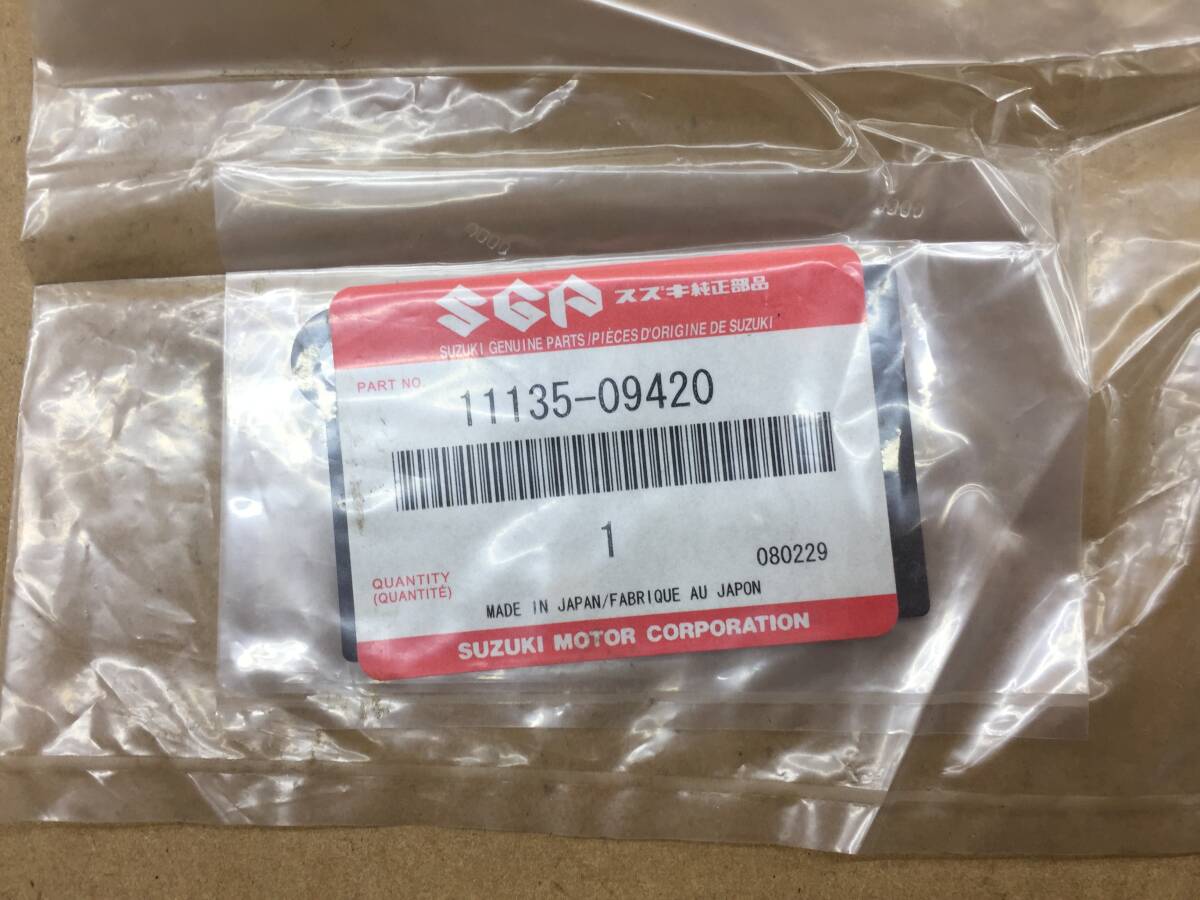 SGP スズキ純正部品
SUZUKI GENUINE PARTS/PIÈCES D'ORIGINE DE SUZUKI
PART NO.
11135-09420
1
080229
QUANTITY
(QUANTITÉ)
MADE IN JAPAN/FABRIQUE AU JAPON
SUZUKI MOTOR CORPORATION